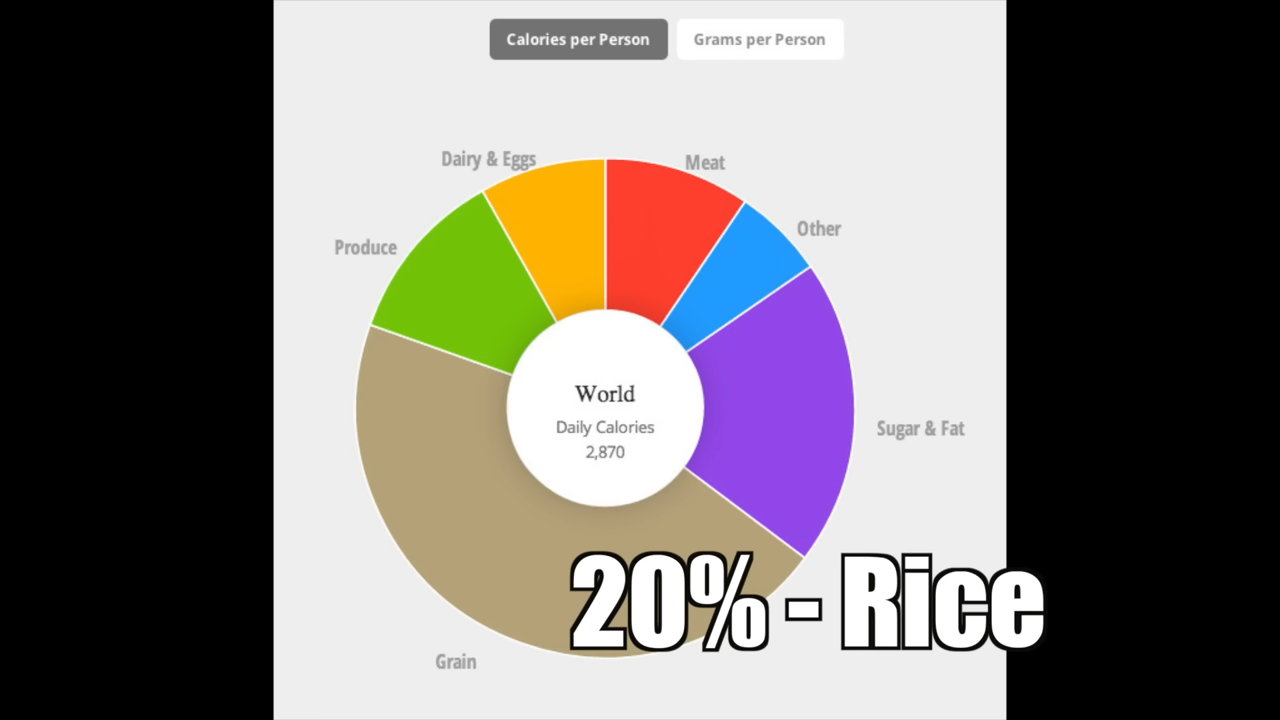 Calories per Person
Grams per Person
Dairy & Eggs
Meat
Produce
Other
World
Daily Calories
2,870
Sugar & Fat
20% - Rice
Grain